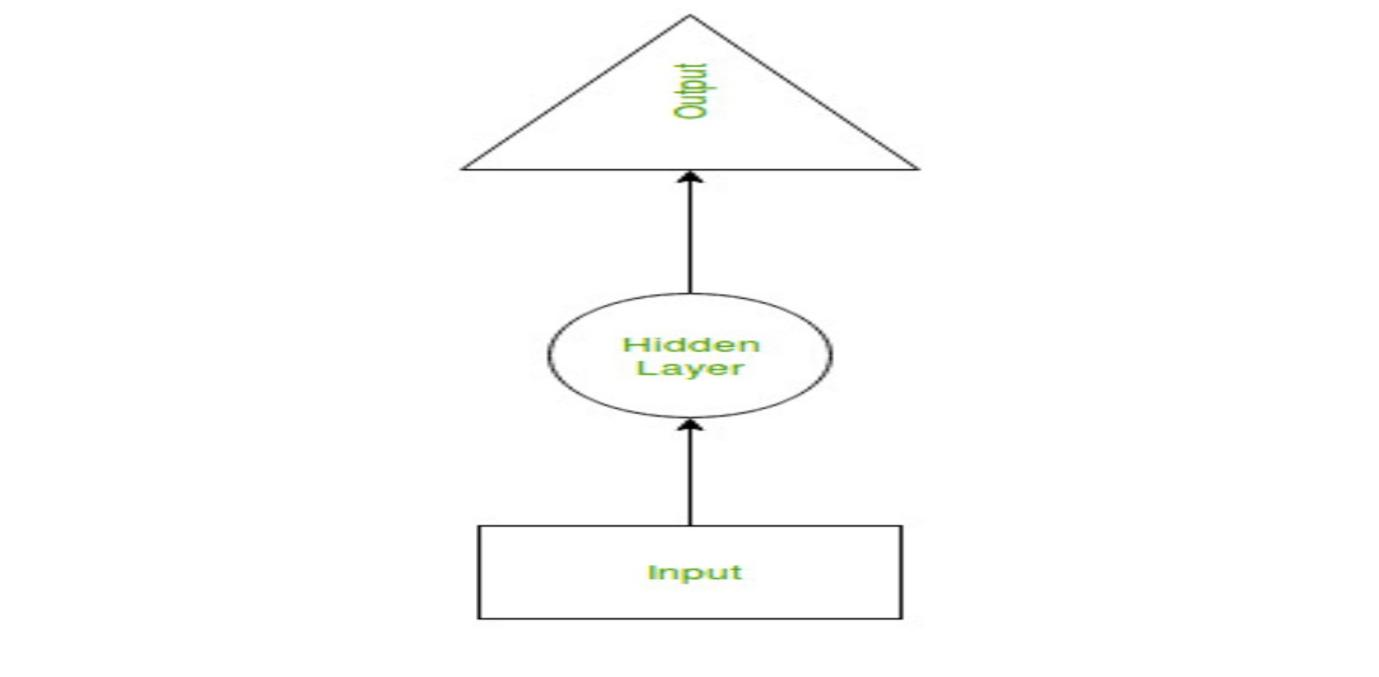 Output
Hidden
Layer
Input